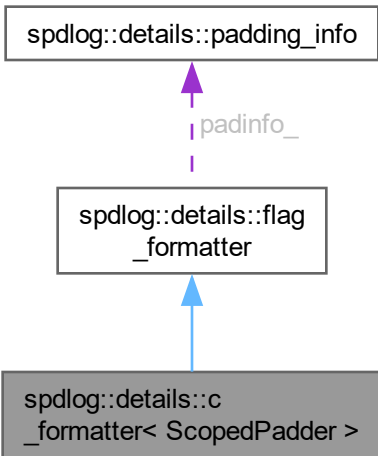 spdlog::details::padding_info
padinfo_
spdlog::details::flag
_formatter
spdlog::details::c
_formatter< ScopedPadder >